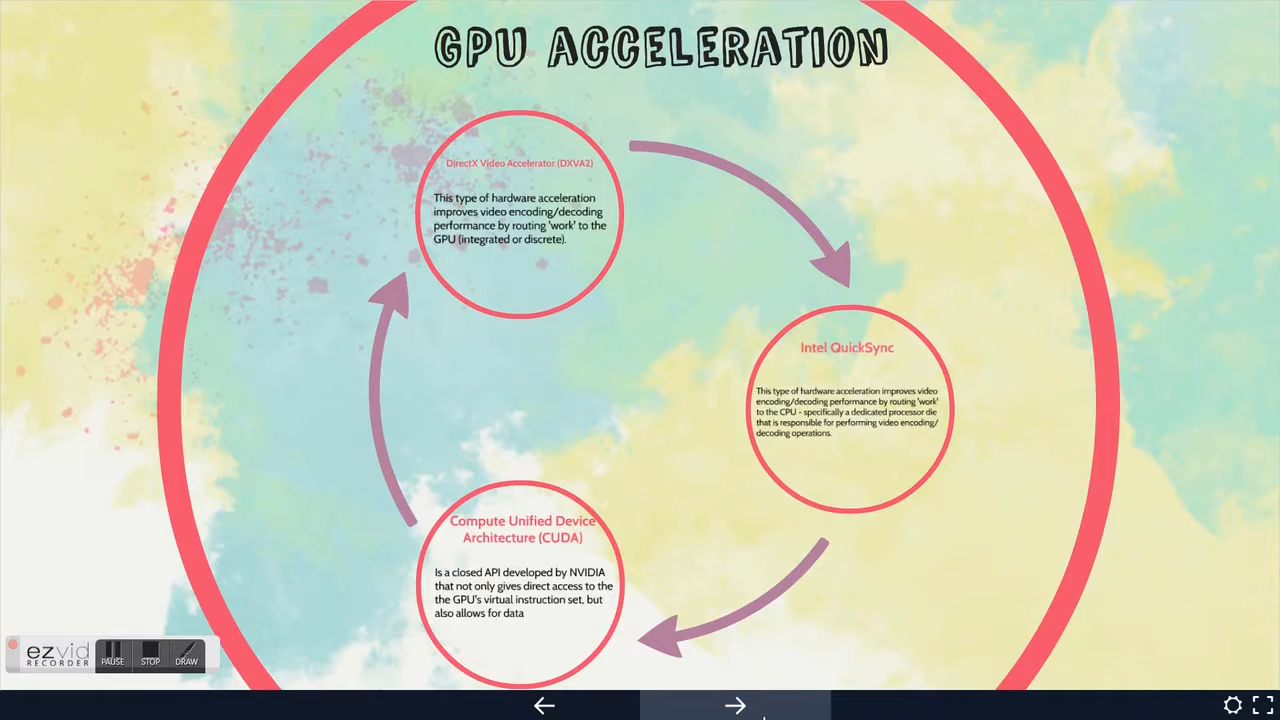 GPU ACCELERATION
DirectX Video Accelerator (DXVA2)
This type of hardware acceleration
improves video encoding/decoding
performance by routing 'work' to the
GPU (integrated or discrete).
Intel QuickSync
This type of hardware acceleration improves video
encoding/decoding performance by routing 'work'
to the CPU - specifically a dedicated processor die
that is responsible for performing video encoding/
decoding operations.
Compute Unified Device
Architecture (CUDA)
Is a closed API developed by NVIDIA
that not only gives direct access to the
the GPU's virtual instruction set, but
also allows for data
ezvid
RECORDER
PAUSE
STOP
DRAW